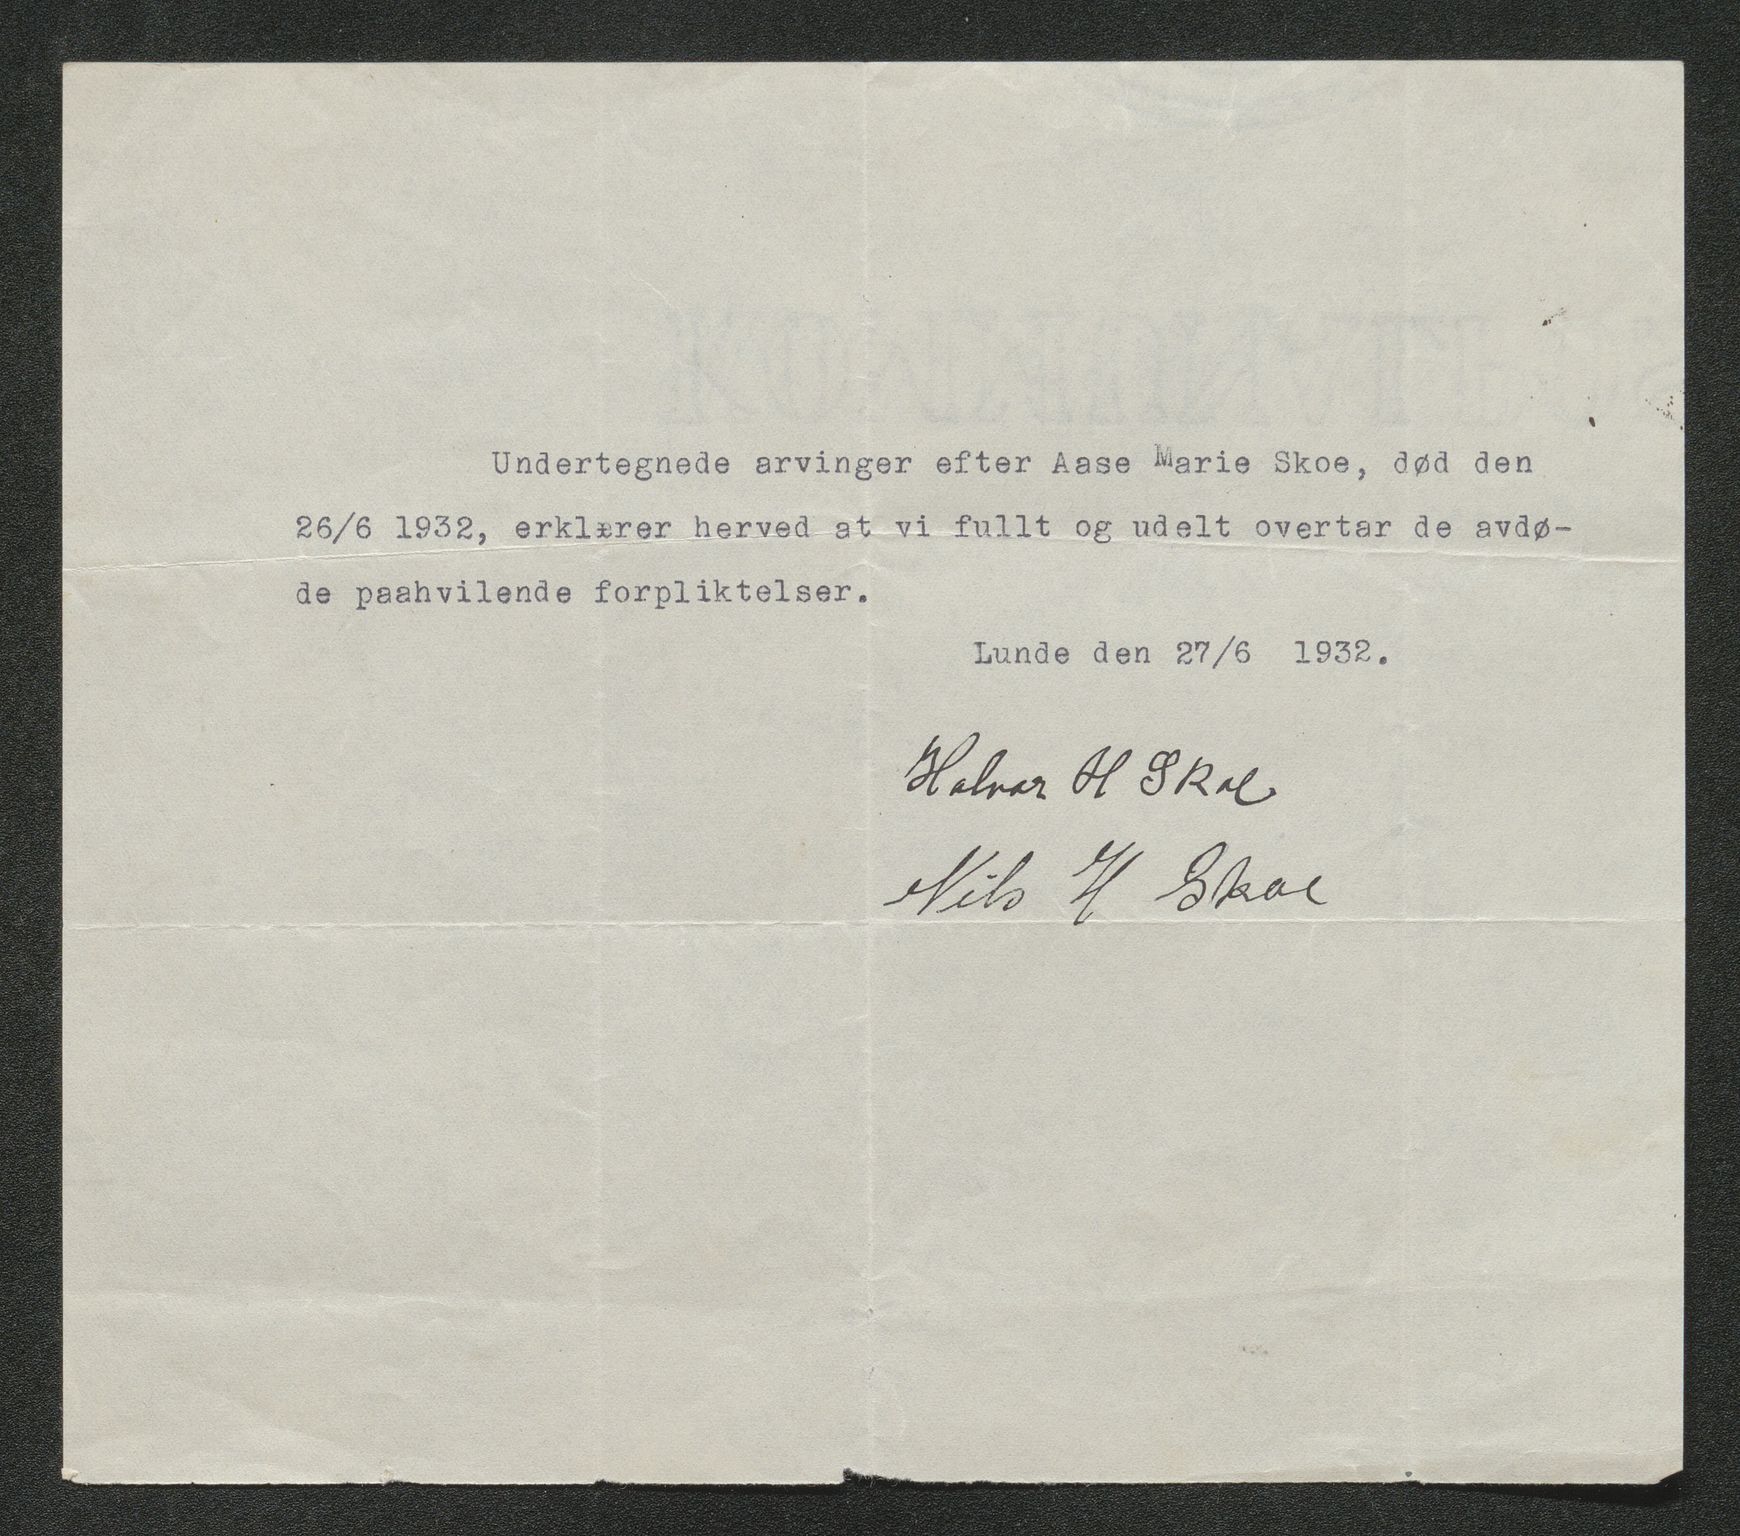 Undertegnede arvinger efter Aase Marie Skoe, død den
26/6 1932, erklærer herved at vi fullt og udelt overtar de avdø-
de paahvilende forpliktelser.
Lunde den 27/6 1932.
Halvar H Skoe
Nils H Skoe